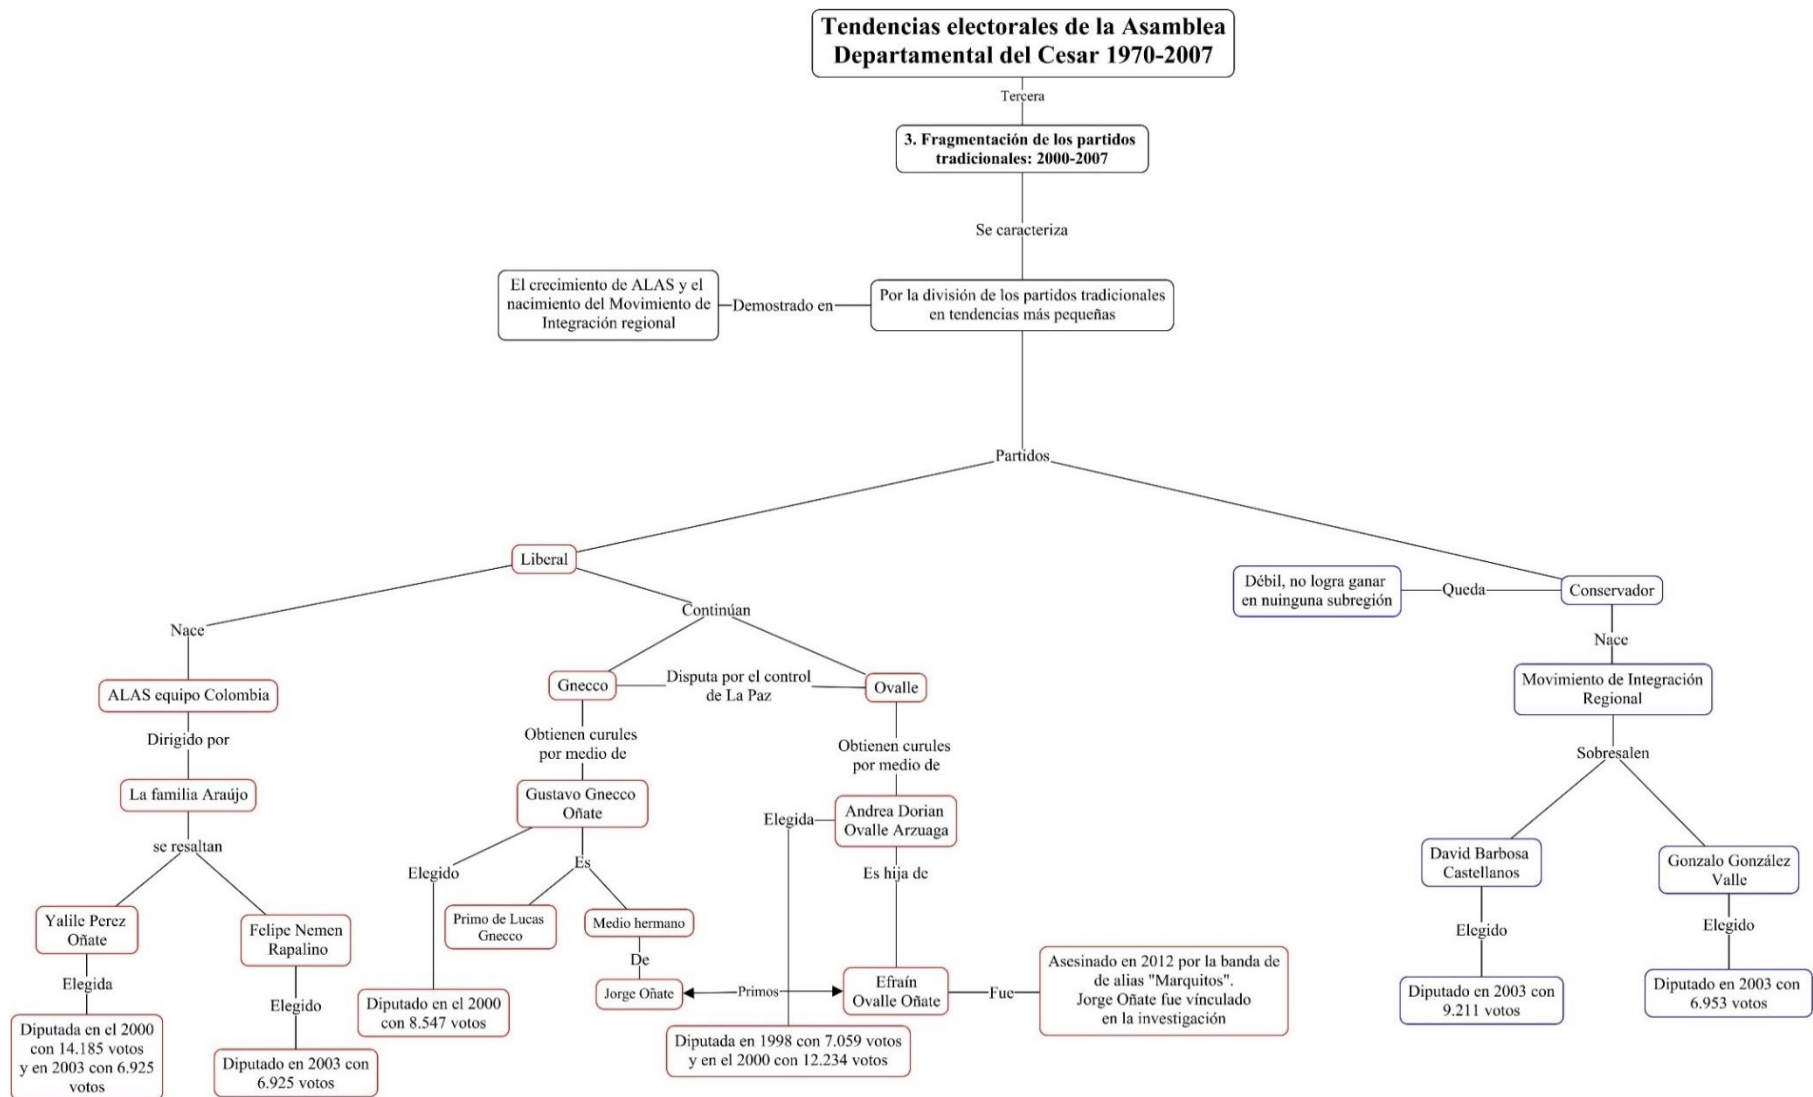 Tendencias electorales de la Asamblea
Departamental del Cesar 1970-2007
Tercera
3. Fragmentación de los partidos
tradicionales: 2000-2007
Se caracteriza
Por la división de los partidos tradicionales
en tendencias más pequeñas
Demostrado en
El crecimiento de ALAS y el
nacimiento del Movimiento de
Integración regional
Partidos
Liberal
Nace
ALAS equipo Colombia
Dirigido por
La familia Araújo
se resaltan
Yalile Perez
Oñate
Elegida
Diputada en el 2000
con 14.185 votos
y en 2003 con 6.925
votos
Felipe Nemen
Rapalino
Elegido
Diputado en 2003 con
6.925 votos
Continúan
Gnecco
Disputa por el control
de La Paz
Ovalle
Obtienen curules
por medio de
Gustavo Gnecco
Oñate
Elegido
Diputado en el 2000
con 8.547 votos
Es
Primo de Lucas
Gnecco
Medio hermano
De
Jorge Oñate
Primos
Obtienen curules
por medio de
Andrea Dorian
Ovalle Arzuaga
Elegida
Diputada en 1998 con 7.059 votos
y en el 2000 con 12.234 votos
Es hija de
Efraín
Ovalle Oñate
Fue
Asesinado en 2012 por la banda de
de alias "Marquitos".
Jorge Oñate fue vínculado
en la investigación
Conservador
Queda
Débil, no logra ganar
en nuinguna subregión
Nace
Movimiento de Integración
Regional
Sobresalen
David Barbosa
Castellanos
Elegido
Diputado en 2003 con
9.211 votos
Gonzalo González
Valle
Elegido
Diputado en 2003 con
6.953 votos